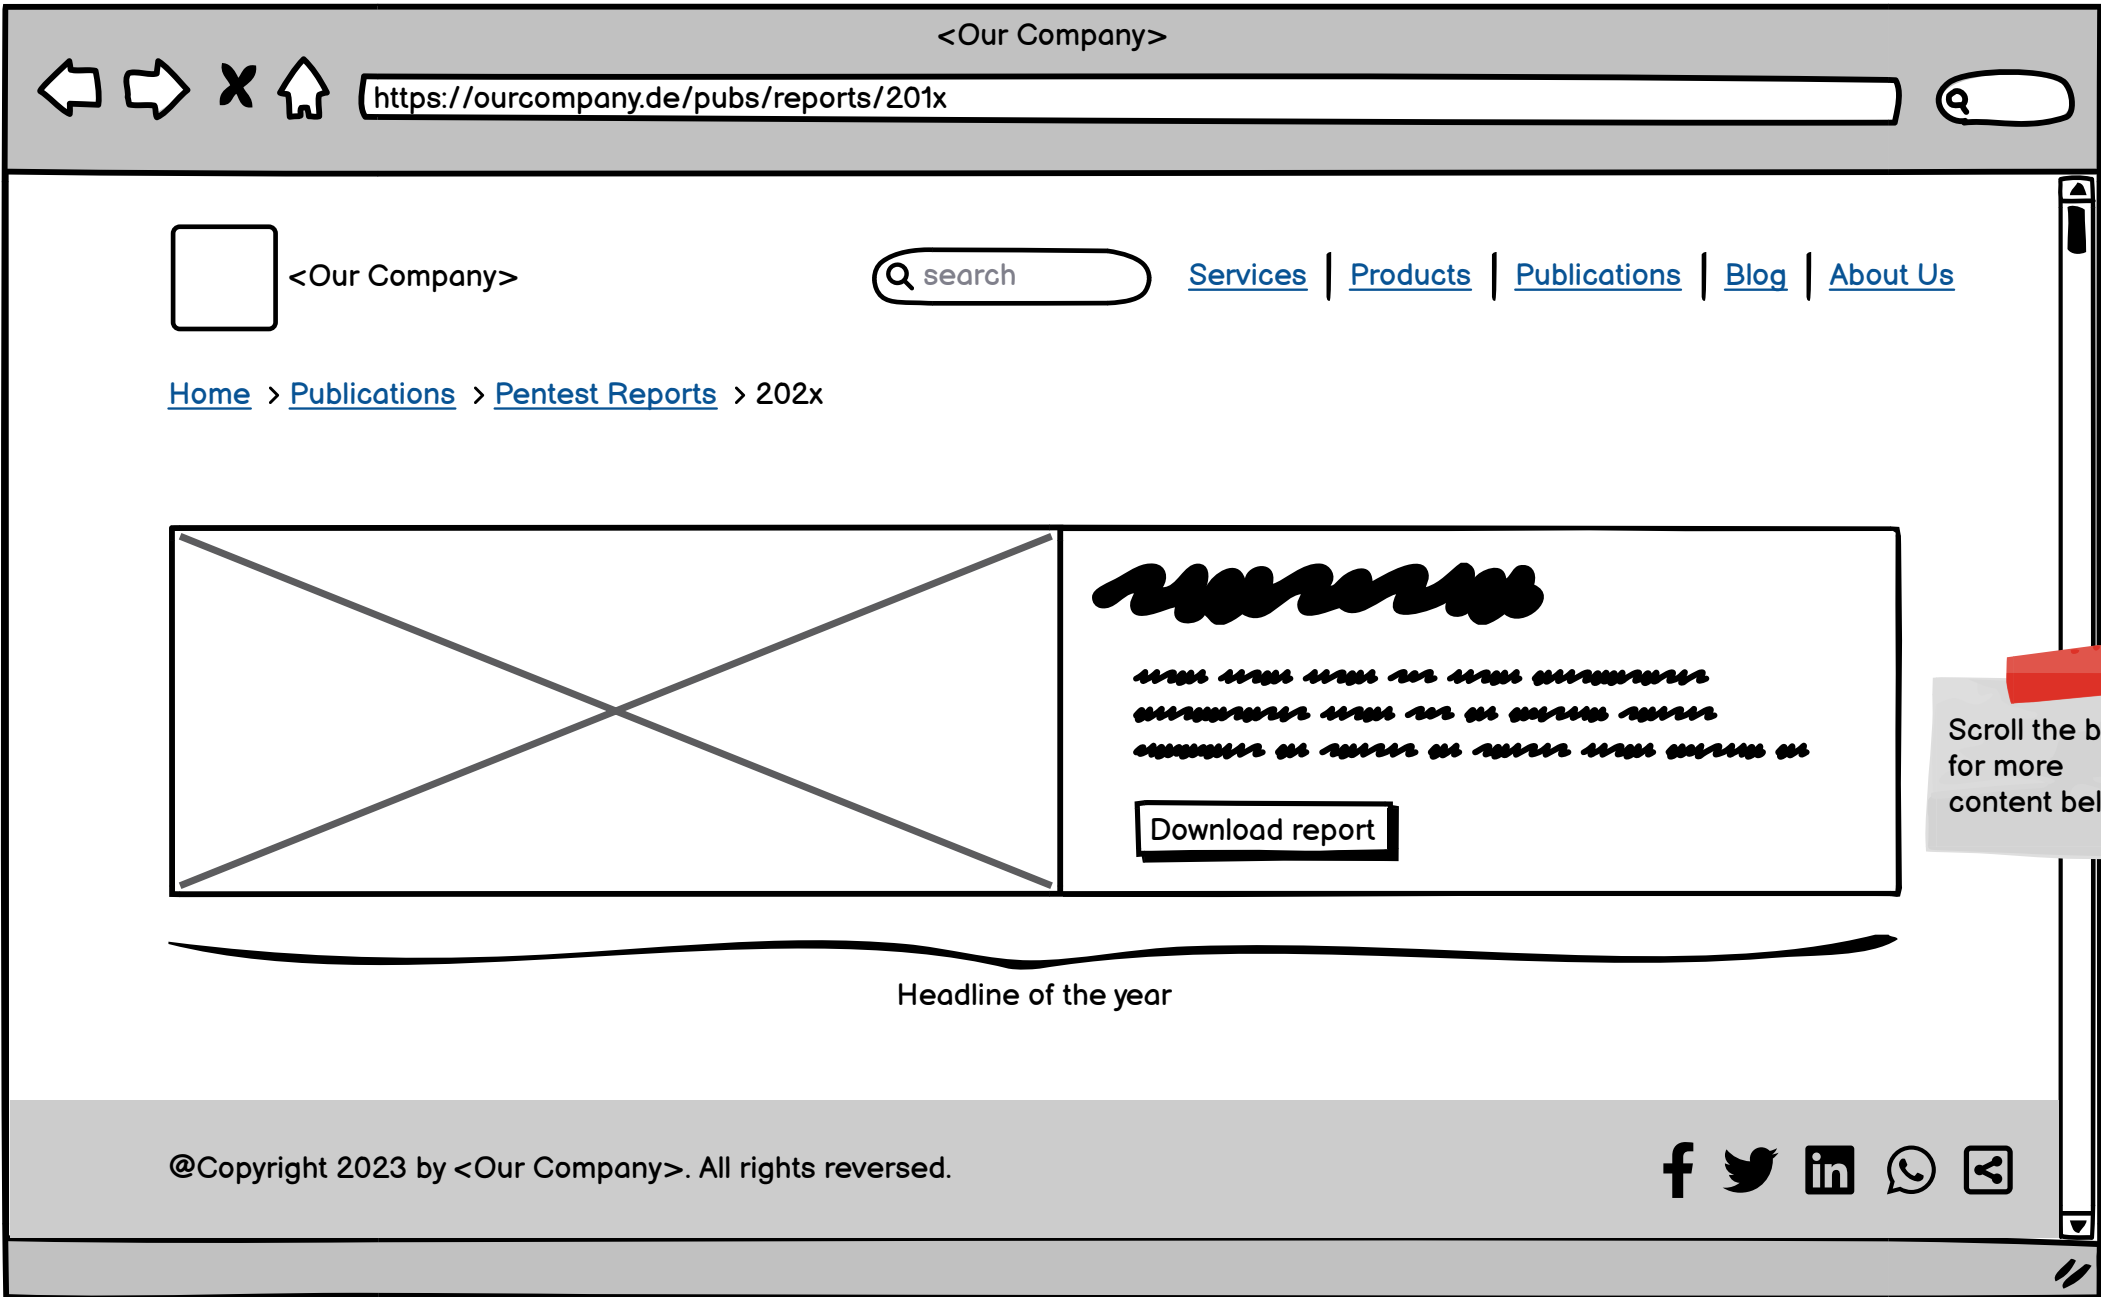 <Our Company>
https://ourcompany.de/pubs/reports/201x
<Our Company>
search
Services
Products
Publications
Blog
About Us
Home > Publications > Pentest Reports > 202x
Download report
Scroll the
for more
content
Headline of the year
@Copyright 2023 by <Our Company>. All rights reversed.